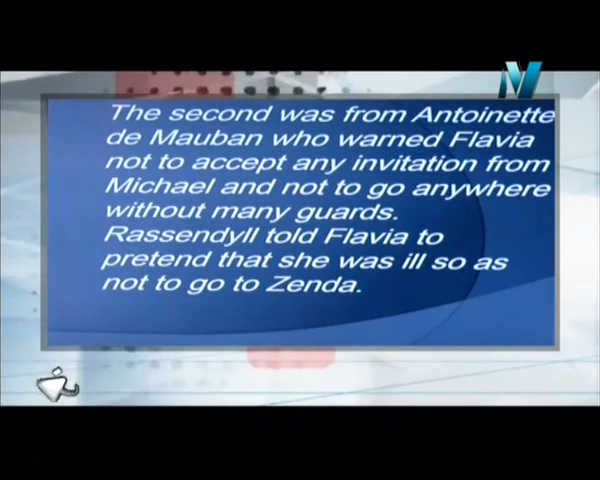 The second was from Antoinette
de Mauban who warned Flavia
not to accept any invitation from
Michael and not to go anywhere
without many guards.
Rassendyll told Flavia to
pretend that she was ill so as
not to go to Zenda.